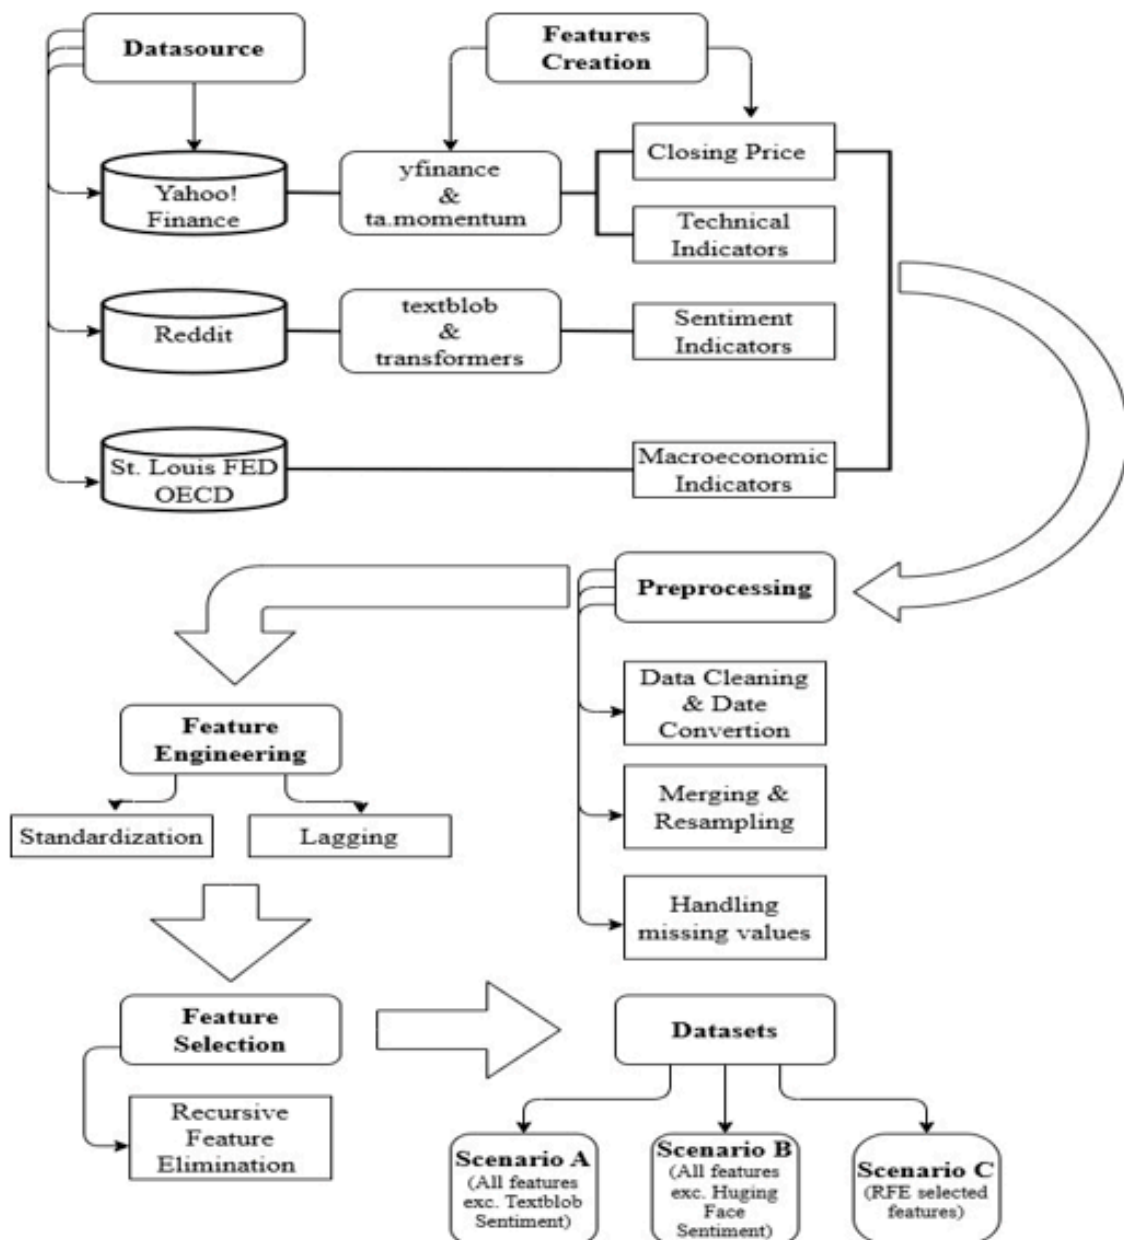 Datasource
Features
Creation
Yahoo!
Finance
yfinance
&
ta.momentum
Closing Price
Technical
Indicators
Reddit
textblob
&
transformers
Sentiment
Indicators
St. Louis FED
OECD
Macroeconomic
Indicators
Preprocessing
Data Cleaning
& Date
Convertion
Merging &
Resampling
Handling
missing values
Feature
Engineering
Standardization
Lagging
Feature
Selection
Recursive
Feature
Elimination
Datasets
Scenario A
(All features
exc. Textblob
Sentiment)
Scenario B
(All features
exc. Huging
Face
Sentiment)
Scenario C
(RFE selected
features)